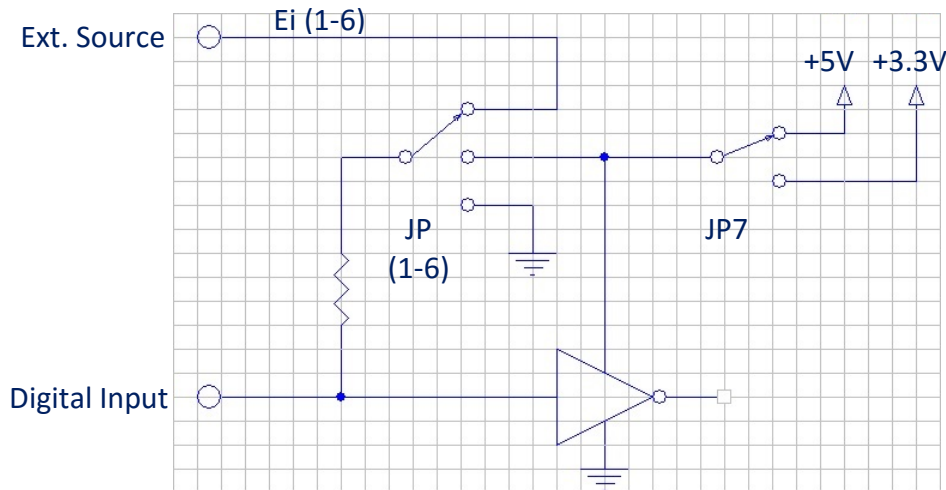 Ext. Source
Ei (1-6)
+5V
+3.3V
JP
(1-6)
JP7
Digital Input